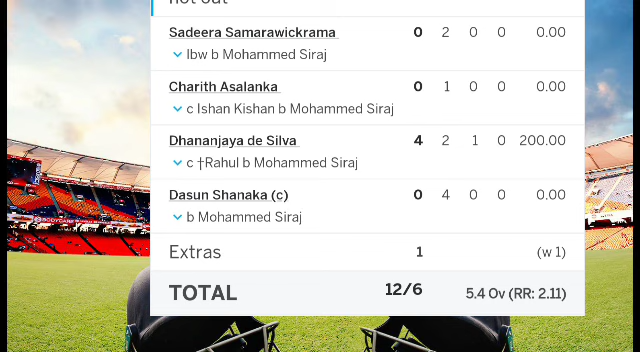 not out
Sadeera Samarawickrama 0 2 0 0 0.00
lbw b Mohammed Siraj
Charith Asalanka 0 1 0 0 0.00
c Ishan Kishan b Mohammed Siraj
Dhananjaya de Silva 4 2 1 0 200.00
c †Rahul b Mohammed Siraj
Dasun Shanaka (c) 0 4 0 0 0.00
b Mohammed Siraj
Extras 1 (w 1)
TOTAL 12/6 5.4 Ov (RR: 2.11)